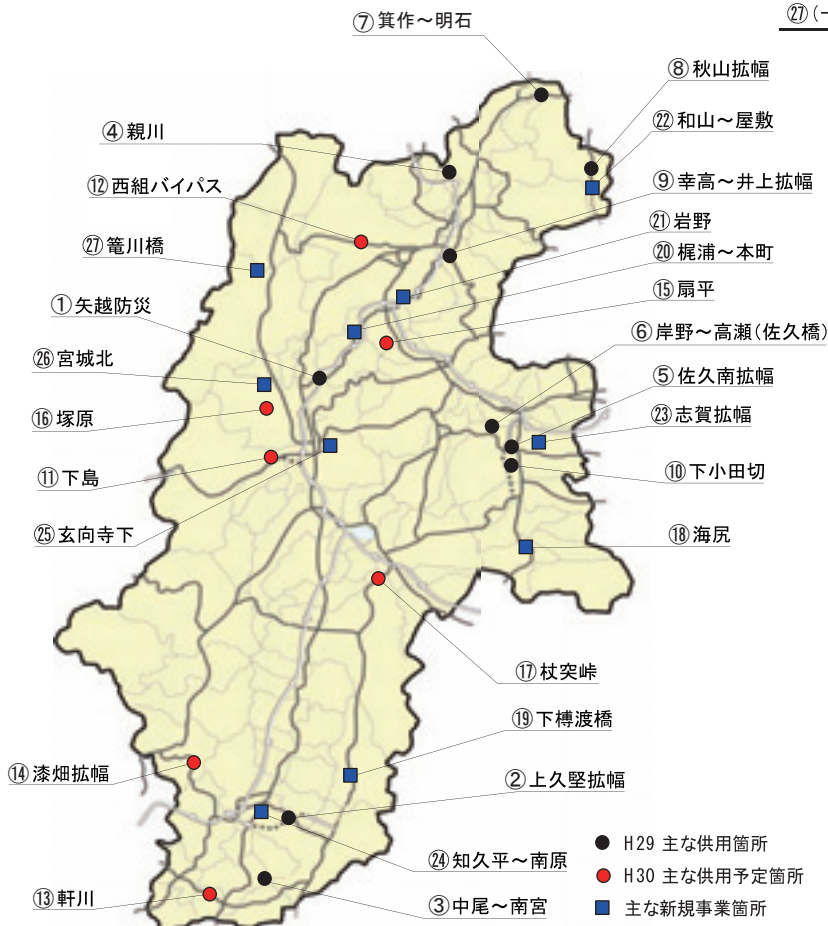 ㉗(一
⑦箕作～明石
⑧秋山拡幅
④親川
㉒和山～屋敷
⑫西組バイパス
⑨幸高～井上拡幅
㉑岩野
㉗篭川橋
⑳梶浦～本町
⑮扇平
①矢越防災
⑥岸野～高瀬(佐久橋)
㉖宮城北
⑤佐久南拡幅
⑯塚原
㉓志賀拡幅
⑪下島
⑩下小田切
㉕玄向寺下
⑱海尻
⑰杖突峠
⑲下榑渡橋
⑭漆畑拡幅
②上久堅拡幅
H29 主な供用箇所
㉔知久平～南原
H30 主な供用予定箇所
⑬軒川
③中尾～南宮
主な新規事業箇所